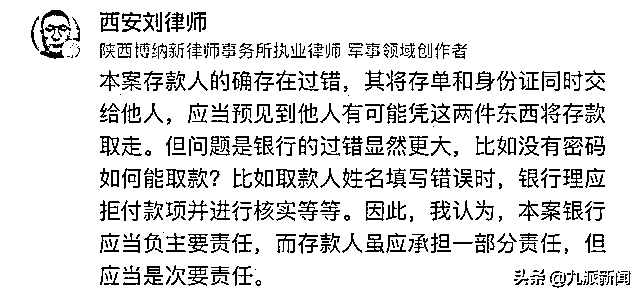 西安刘律师
陕西博纳新律师事务所执业律师 军事领域创作者
本案存款人的确存在过错，其将存单和身份证同时交
给他人，应当预见到他人有可能凭这两件东西将存款
取走。但问题是银行的过错显然更大，比如没有密码
如何能取款？比如取款人姓名填写错误时，银行理应
拒付款项并进行核实等等。因此，我认为，本案银行
应当负主要责任，而存款人虽应承担一部分责任，但
应当是次要责任。
头条@九派新闻